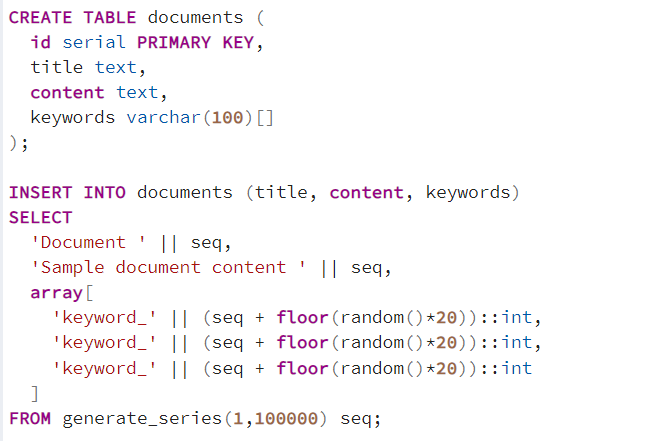 CREATE TABLE documents (
  id serial PRIMARY KEY,
  title text,
  content text,
  keywords varchar(100)[]
);

INSERT INTO documents (title, content, keywords)
SELECT
  'Document ' || seq,
  'Sample document content ' || seq,
  array[
    'keyword_' || (seq + floor(random()*20))::int,
    'keyword_' || (seq + floor(random()*20))::int,
    'keyword_' || (seq + floor(random()*20))::int
  ]
FROM generate_series(1,100000) seq;